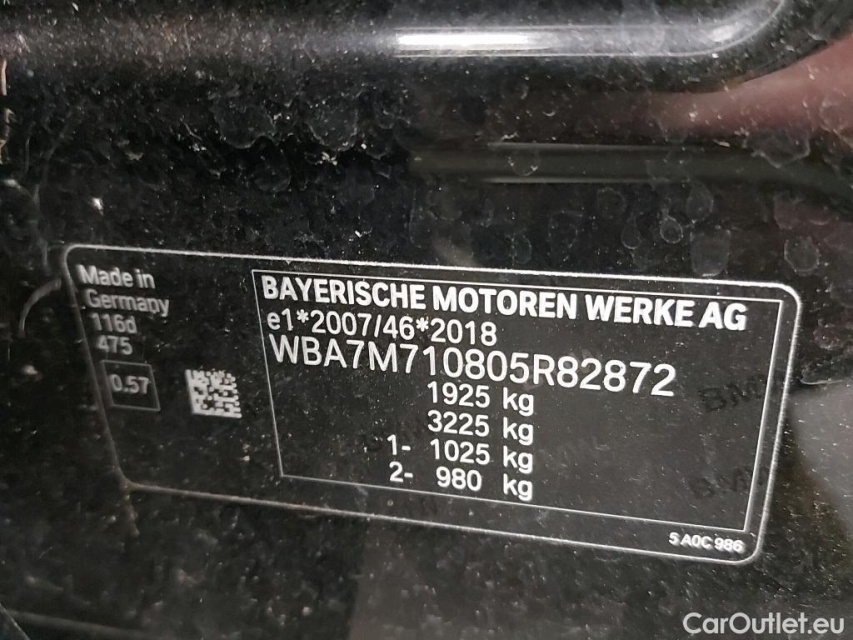 Made in
Germany
116d
475
0.57
BAYERISCHE MOTOREN WERKE AG
e1*2007/46*2018
WBA7M710805R82872
1925 kg
3225 kg
1- 1025 kg
2- 980 kg
5 A0C 986
CarOutlet.eu